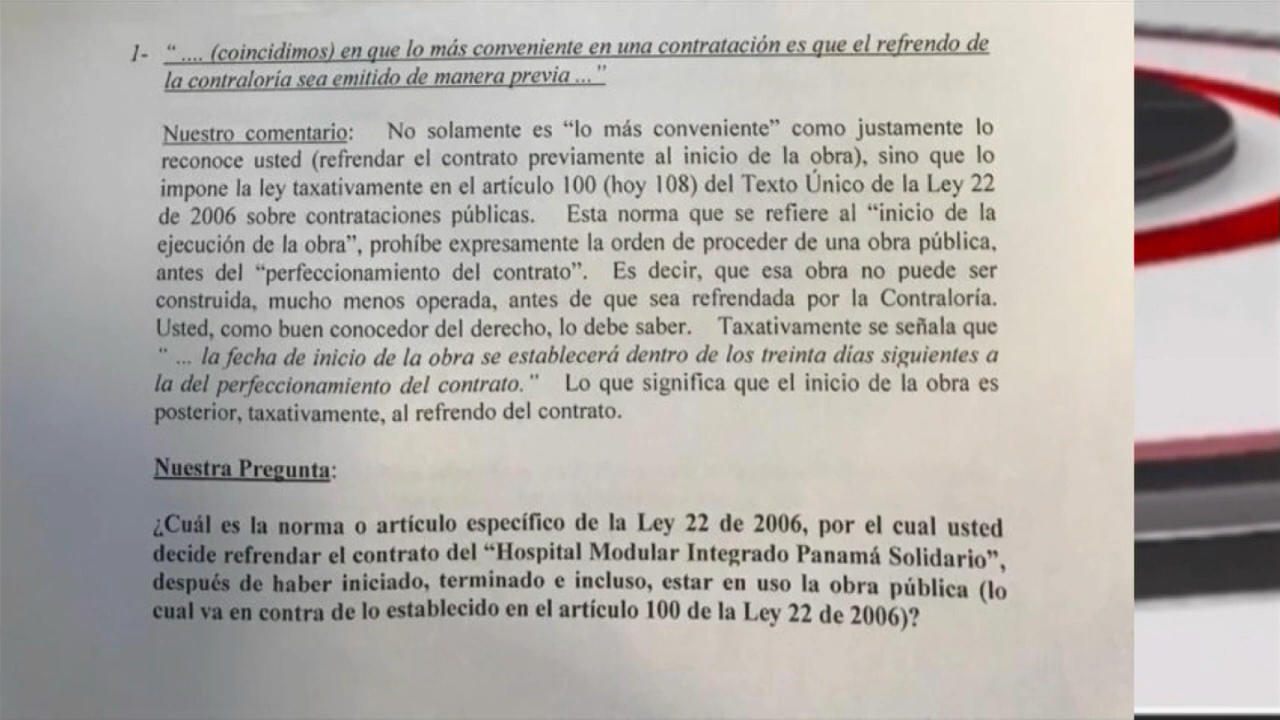 1- “ .... (coincidimos) en que lo más conveniente en una contratación es que el refrendo de
la contraloría sea emitido de manera previa ... ”
Nuestro comentario: No solamente es “lo más conveniente” como justamente lo
reconoce usted (refrendar el contrato previamente al inicio de la obra), sino que lo
impone la ley taxativamente en el artículo 100 (hoy 108) del Texto Único de la Ley 22
de 2006 sobre contrataciones públicas. Esta norma que se refiere al “inicio de la
ejecución de la obra”, prohíbe expresamente la orden de proceder de una obra pública,
antes del “perfeccionamiento del contrato”. Es decir, que esa obra no puede ser
construida, mucho menos operada, antes de que sea refrendada por la Contraloría.
Usted, como buen conocedor del derecho, lo debe saber. Taxativamente se señala que
“ ... la fecha de inicio de la obra se establecerá dentro de los treinta días siguientes a
la del perfeccionamiento del contrato. ” Lo que significa que el inicio de la obra es
posterior, taxativamente, al refrendo del contrato.
Nuestra Pregunta:
¿Cuál es la norma o artículo específico de la Ley 22 de 2006, por el cual usted
decide refrendar el contrato del “Hospital Modular Integrado Panamá Solidario”,
después de haber iniciado, terminado e incluso, estar en uso la obra pública (lo
cual va en contra de lo establecido en el artículo 100 de la Ley 22 de 2006)?